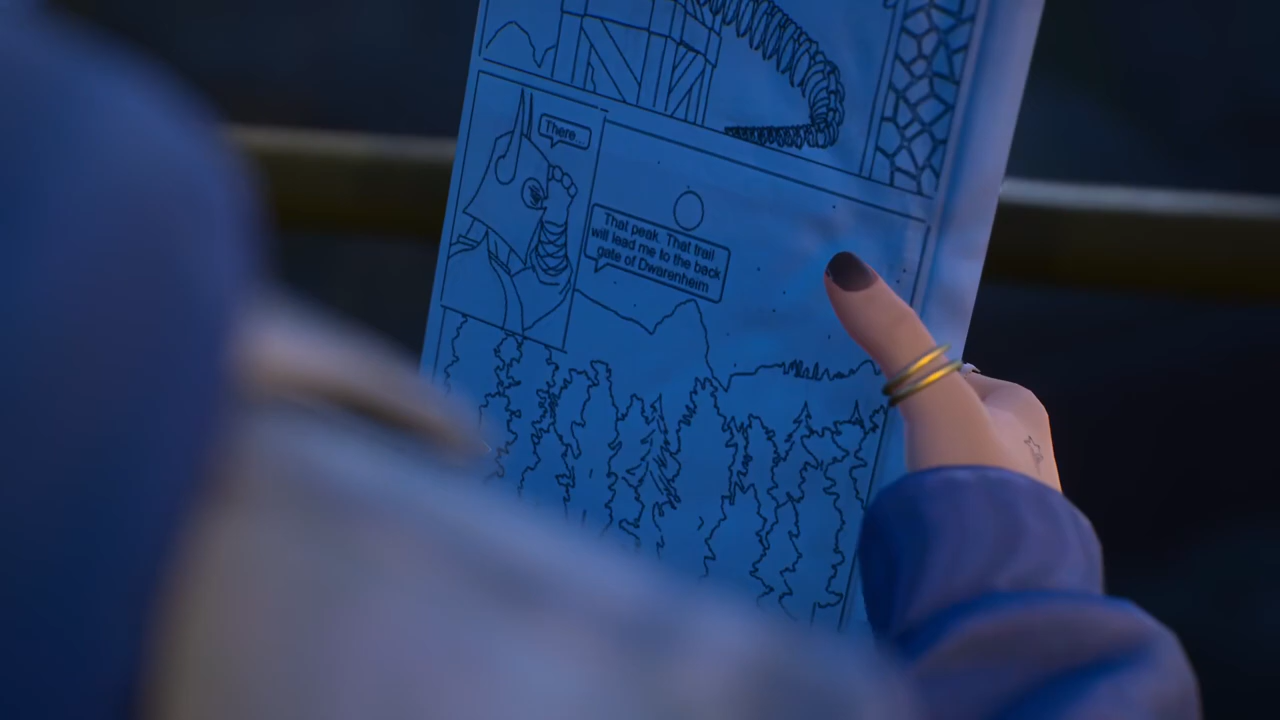 There...
That peak. That trail
will lead me to the back
gate of Dwarenheim